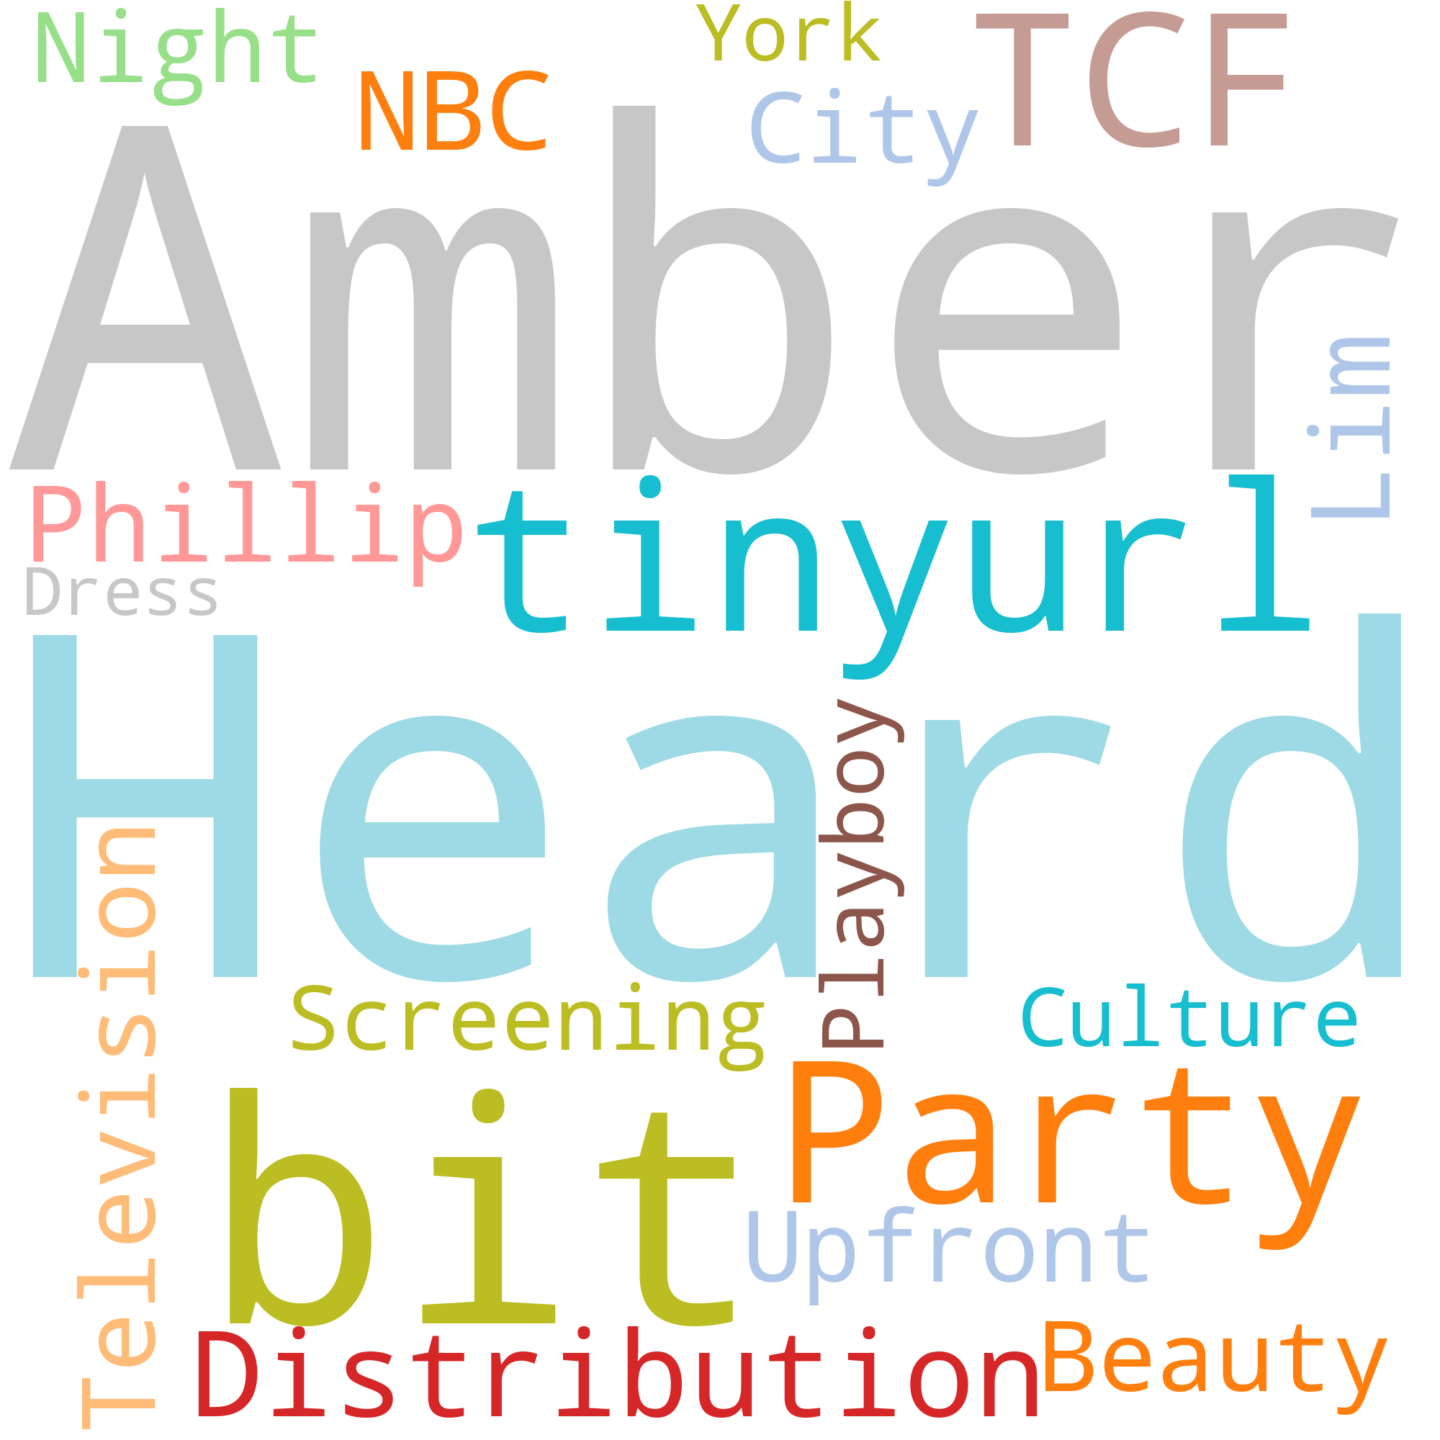 Night
York
TCF
NBC
City
Amber
Lim
Phillip
tinyurl
Dress
Heard
Playboy
Television
Screening
Culture
bit
Party
Upfront
Distribution
Beauty